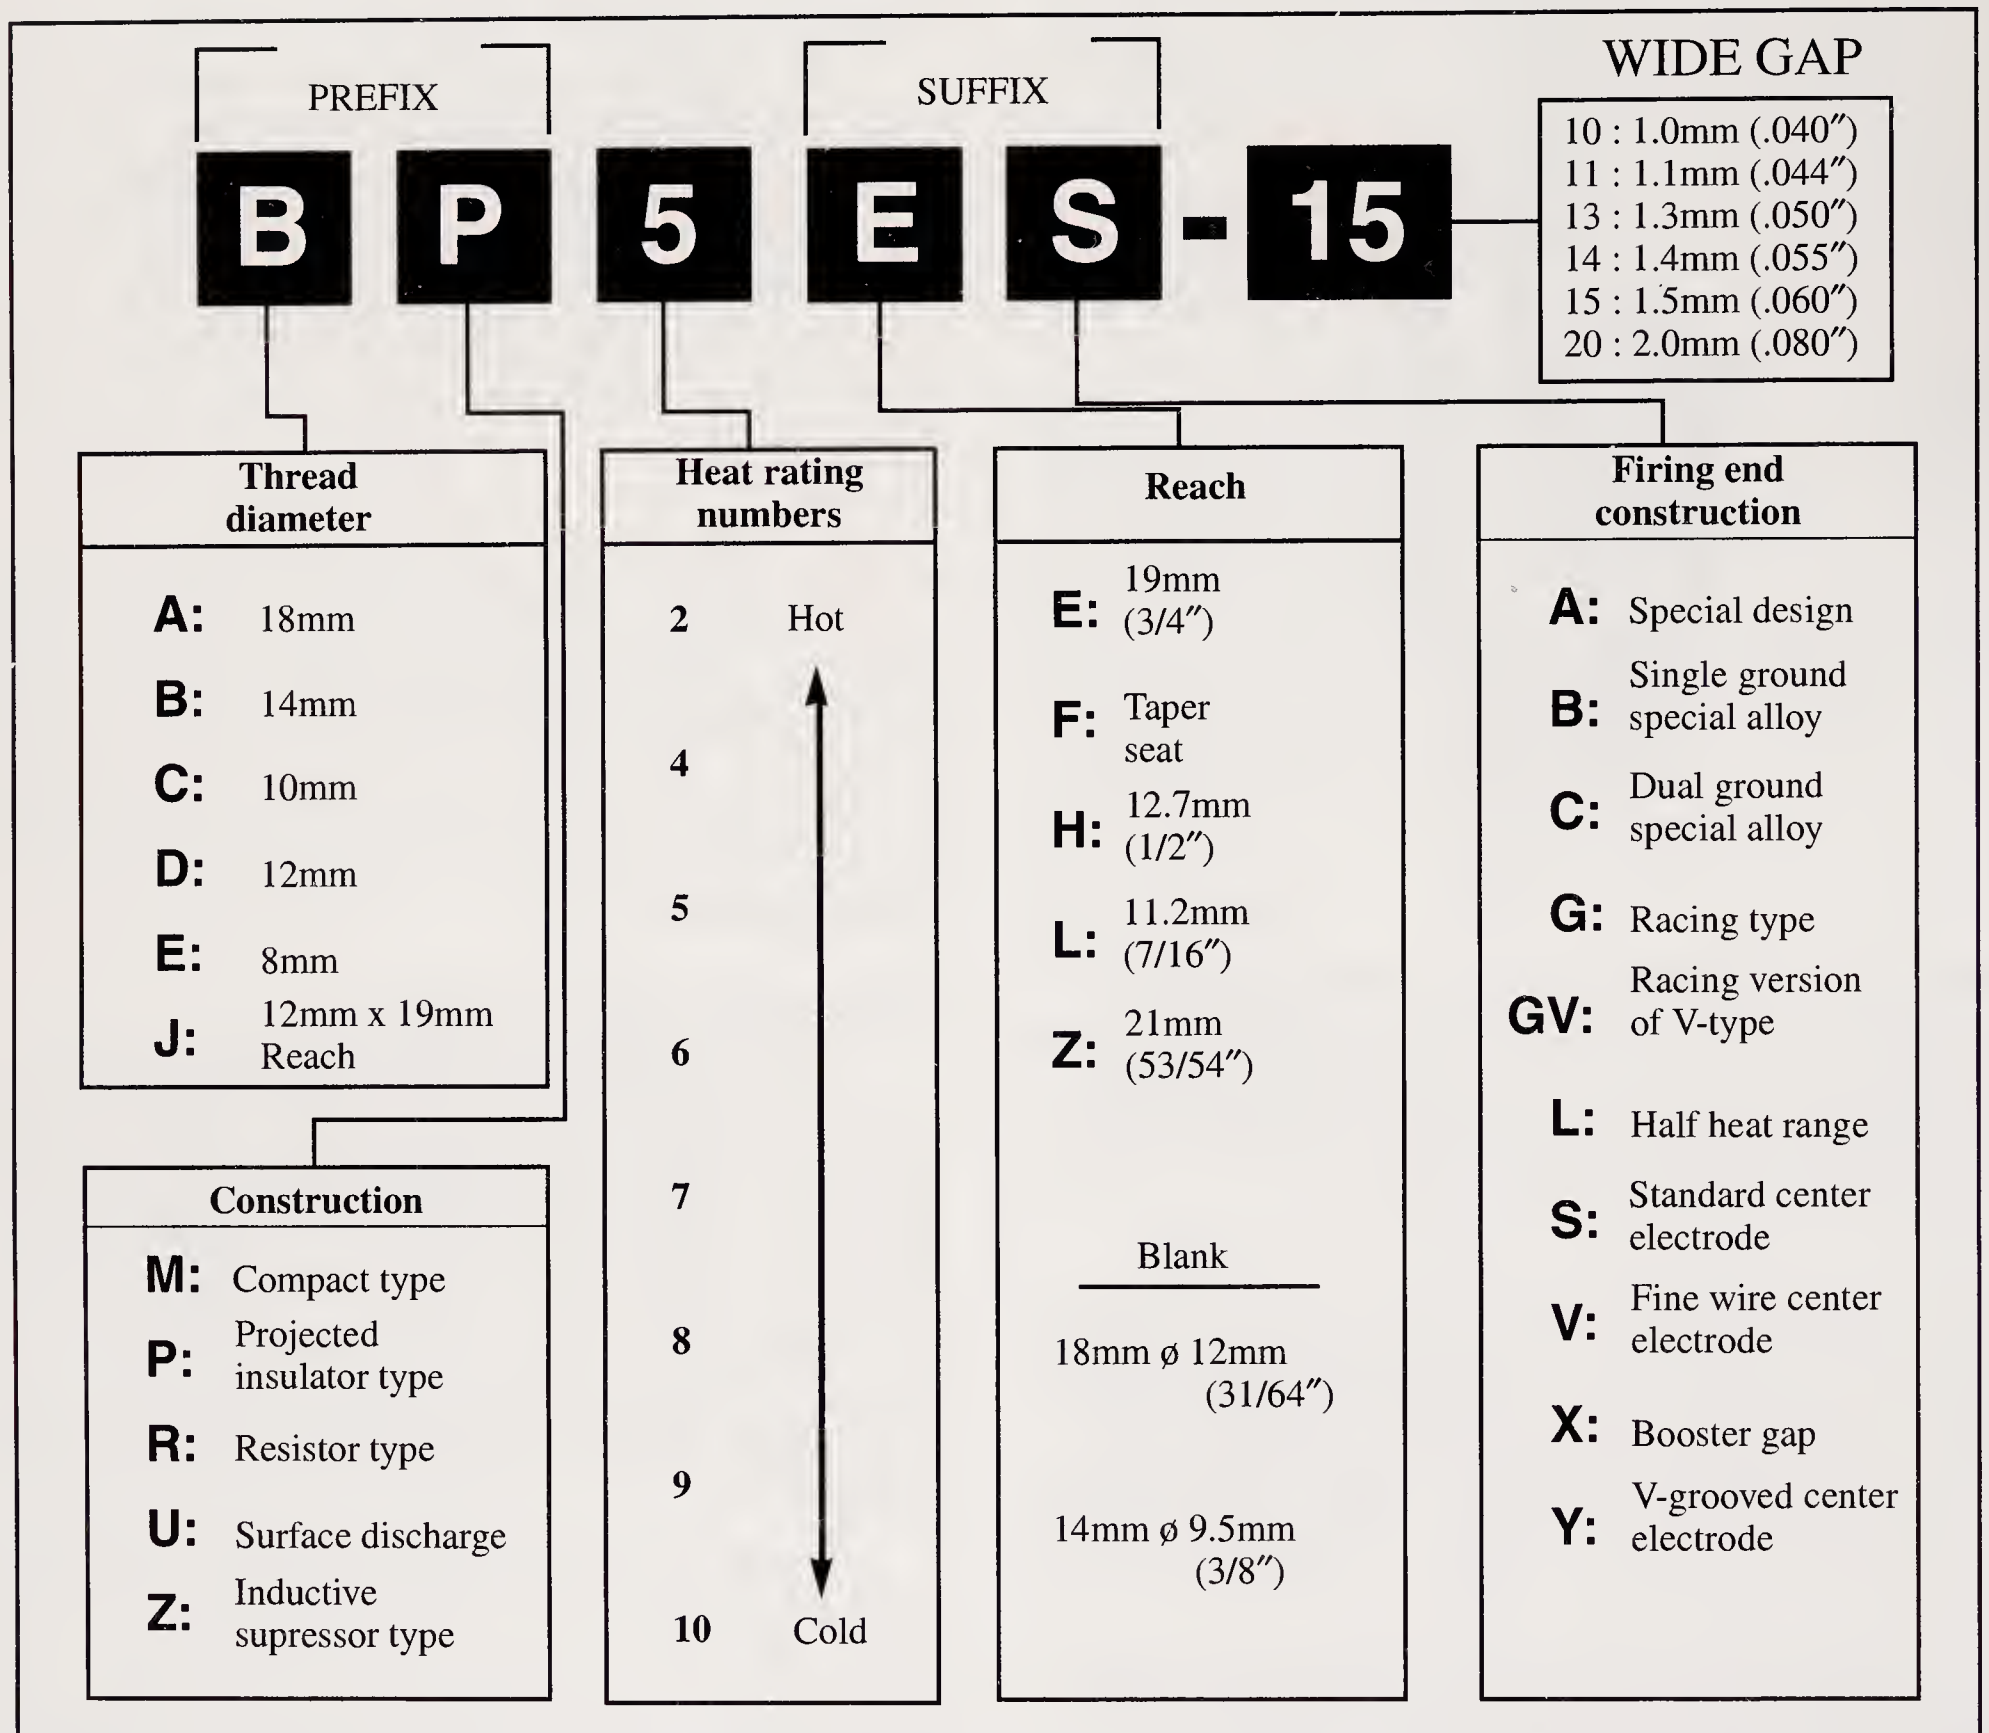 PREFIX
SUFFIX
WIDE GAP
B P 5 E S - 15
10 : 1.0mm (.040″)
11 : 1.1mm (.044″)
13 : 1.3mm (.050″)
14 : 1.4mm (.055″)
15 : 1.5mm (.060″)
20 : 2.0mm (.080″)
Thread
diameter
A: 18mm
B: 14mm
C: 10mm
D: 12mm
E: 8mm
J: 12mm x 19mm
Reach
Construction
M: Compact type
P: Projected
insulator type
R: Resistor type
U: Surface discharge
Z: Inductive
supressor type
Heat rating
numbers
2 Hot
4
5
6
7
8
9
10 Cold
Reach
E: 19mm
(3/4″)
F: Taper
seat
H: 12.7mm
(1/2″)
L: 11.2mm
(7/16″)
Z: 21mm
(53/54″)
Blank
18mm ø 12mm
(31/64″)
14mm ø 9.5mm
(3/8″)
Firing end
construction
A: Special design
B: Single ground
special alloy
C: Dual ground
special alloy
G: Racing type
GV: Racing version
of V-type
L: Half heat range
S: Standard center
electrode
V: Fine wire center
electrode
X: Booster gap
Y: V-grooved center
electrode